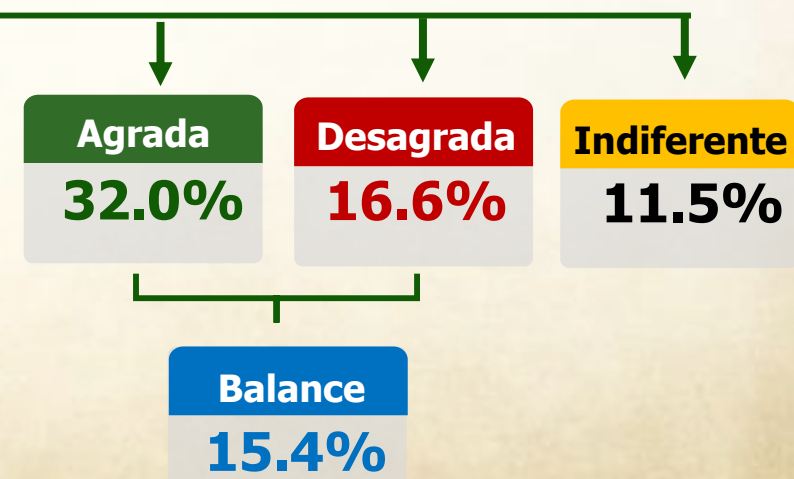 Agrada
32.0%
Desagrada
16.6%
Indiferente
11.5%
Balance
15.4%